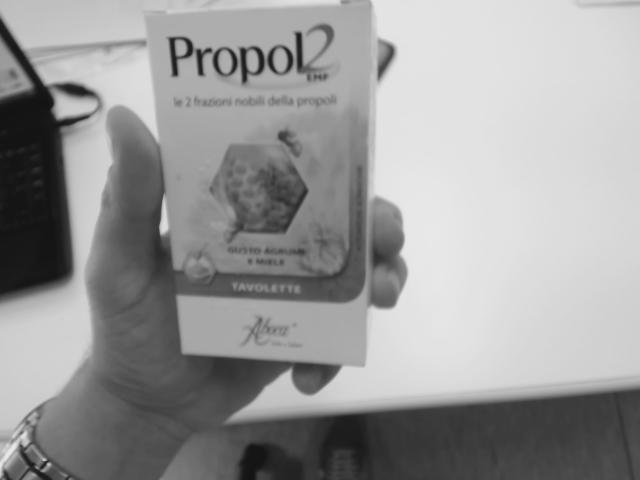 Propol2
EMF
le 2 frazioni nobili della propoli
GUSTO AGRUMI
E MIELE
TAVOLETTE
Aboca